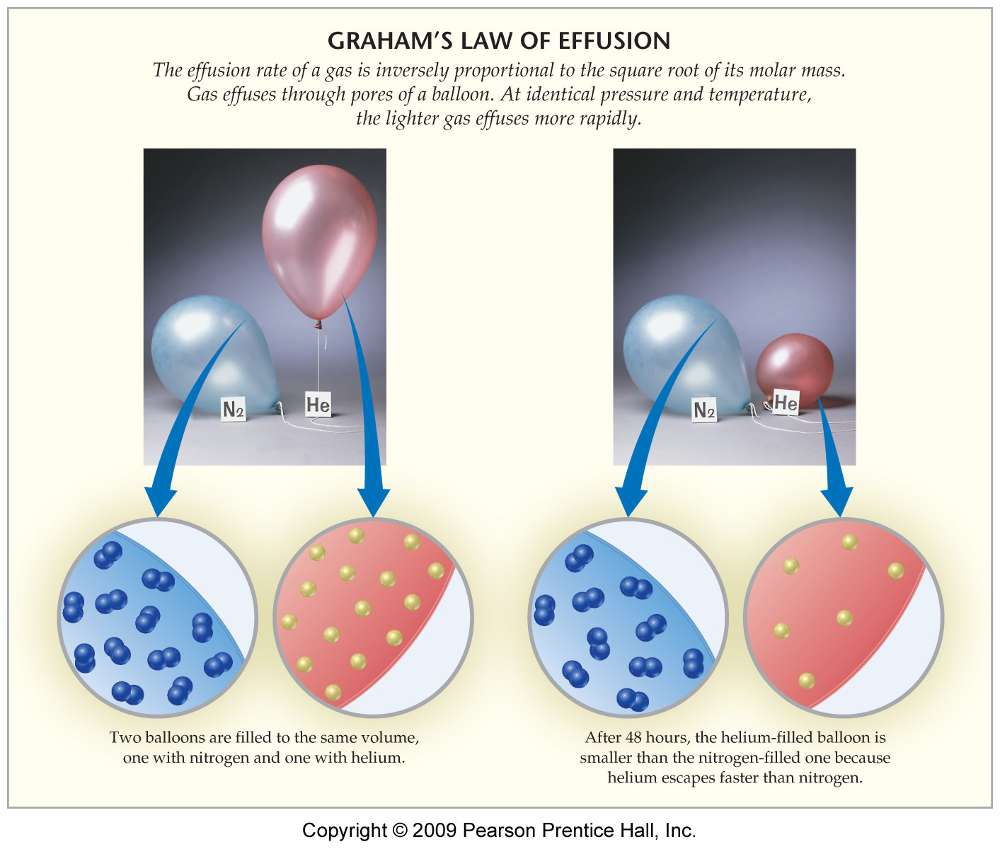 GRAHAM’S LAW OF EFFUSION
The effusion rate of a gas is inversely proportional to the square root of its molar mass.
Gas effuses through pores of a balloon. At identical pressure and temperature,
the lighter gas effuses more rapidly.
N₂
He
N₂
He
Two balloons are filled to the same volume,
one with nitrogen and one with helium.
After 48 hours, the helium-filled balloon is
smaller than the nitrogen-filled one because
helium escapes faster than nitrogen.
Copyright © 2009 Pearson Prentice Hall, Inc.